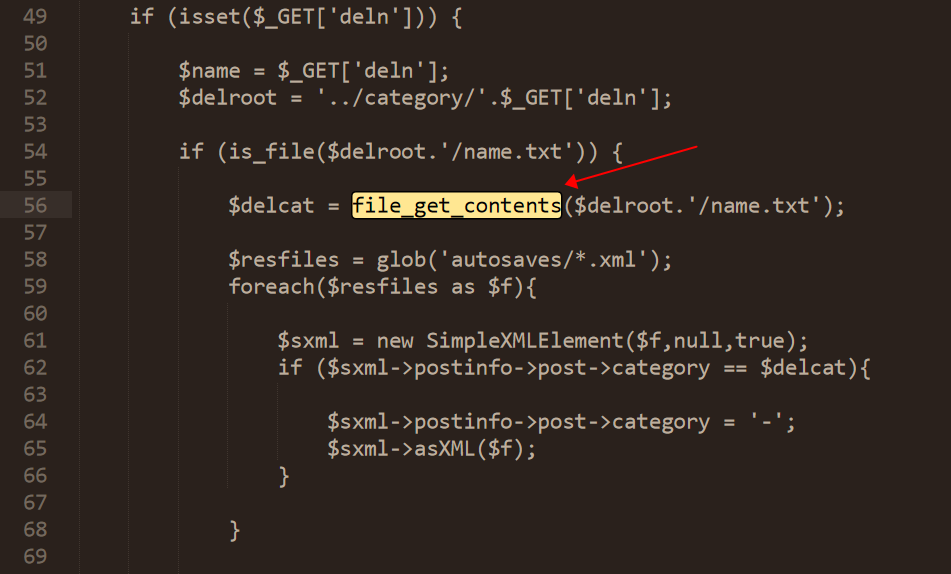 49 if (isset($_GET['deln'])) {
50
51 $name = $_GET['deln'];
52 $delroot = '../category/'.$_GET['deln'];
53
54 if (is_file($delroot.'/name.txt')) {
55
56 $delcat = file_get_contents($delroot.'/name.txt');
57
58 $resfiles = glob('autosaves/*.xml');
59 foreach($resfiles as $f){
60
61 $sxml = new SimpleXMLElement($f,null,true);
62 if ($sxml->postinfo->post->category == $delcat){
63
64 $sxml->postinfo->post->category = '-';
65 $sxml->asXML($f);
66 }
67
68 }
69